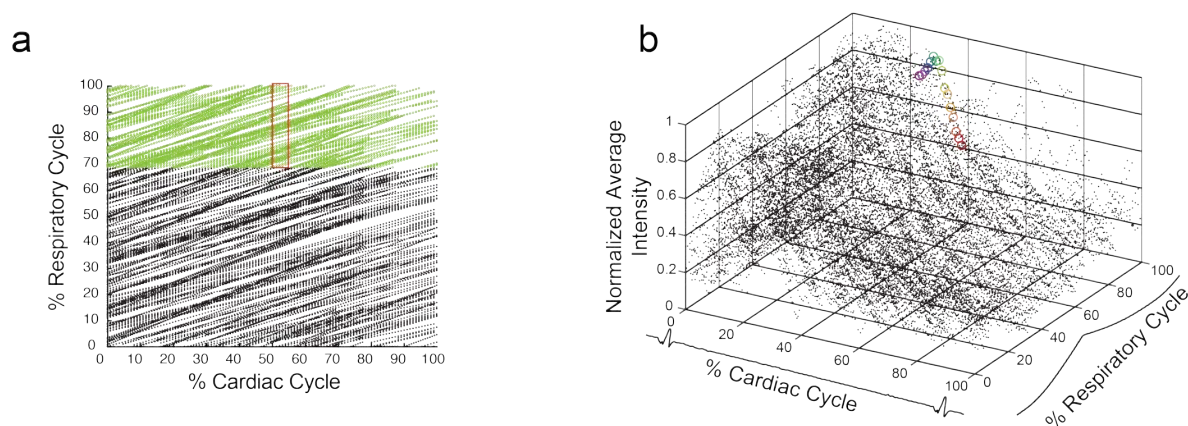 a
100
90
80
70
60
50
40
30
20
10
0
% Respiratory Cycle
0 10 20 30 40 50 60 70 80 90 100
% Cardiac Cycle
b
1
0.8
0.6
0.4
0.2
0
Normalized Average
Intensity
0 20 40 60 80 100
% Cardiac Cycle
0 20 40 60 80 100
% Respiratory Cycle